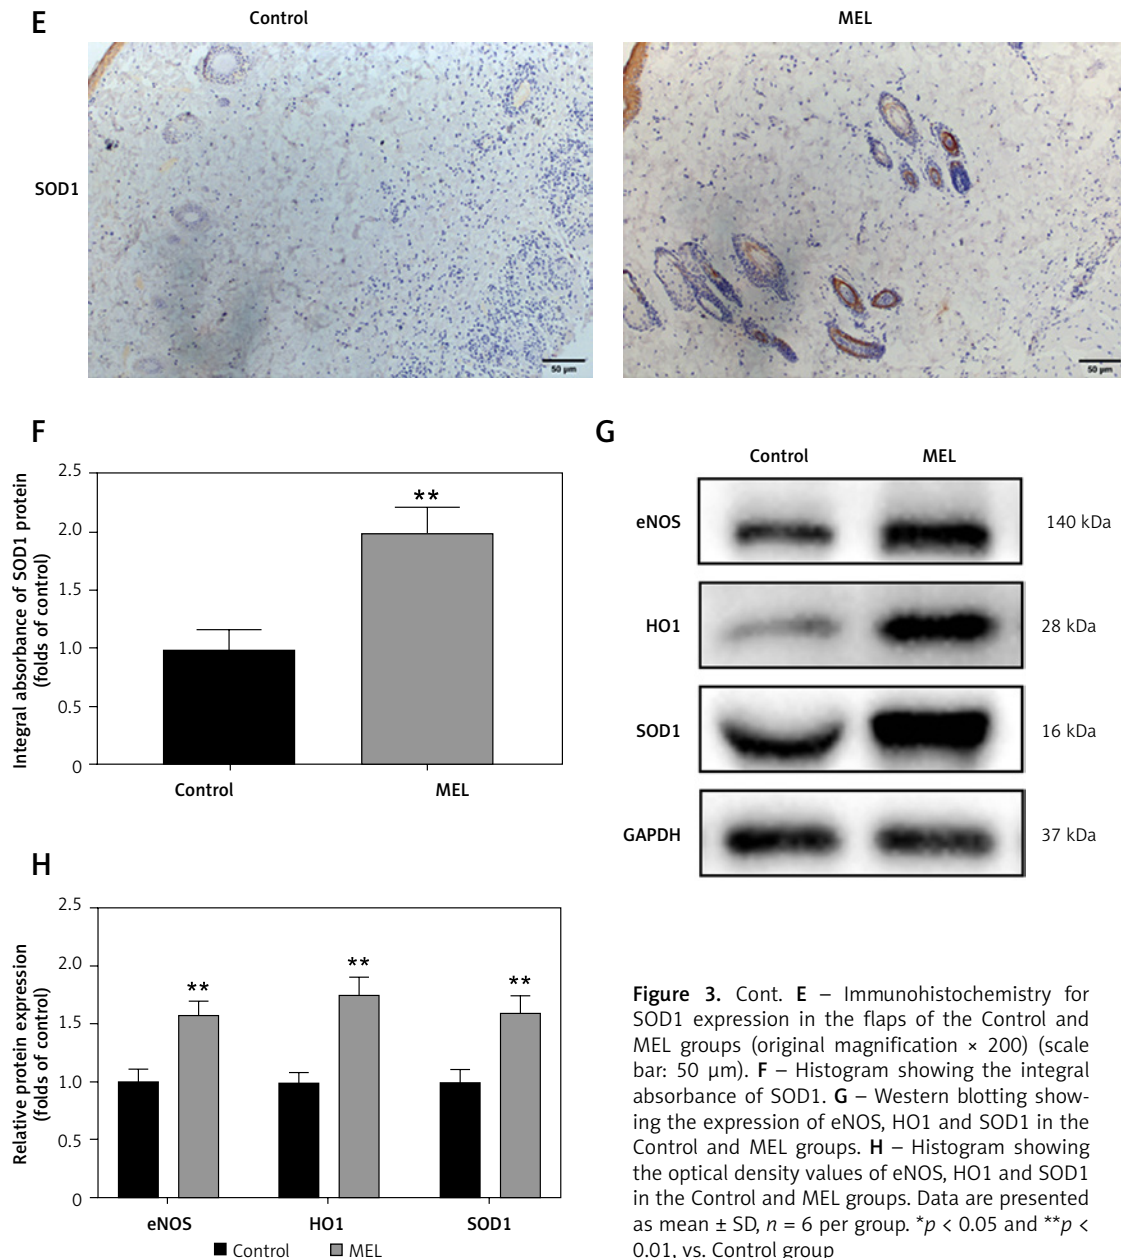 E
Control
MEL
SOD1
50 µm
50 µm
F
Integral absorbance of SOD1 protein
(folds of control)
2.5
2.0
1.5
1.0
0.5
0
**
Control
MEL
G
Control
MEL
eNOS
140 kDa
HO1
28 kDa
SOD1
16 kDa
GAPDH
37 kDa
H
Relative protein expression
(folds of control)
2.5
2.0
1.5
1.0
0.5
0
**
**
**
eNOS
HO1
SOD1
Control
MEL
Figure 3. Cont. E – Immunohistochemistry for
SOD1 expression in the flaps of the Control and
MEL groups (original magnification × 200) (scale
bar: 50 µm). F – Histogram showing the integral
absorbance of SOD1. G – Western blotting show-
ing the expression of eNOS, HO1 and SOD1 in the
Control and MEL groups. H – Histogram showing
the optical density values of eNOS, HO1 and SOD1
in the Control and MEL groups. Data are presented
as mean ± SD, n = 6 per group. *p < 0.05 and **p <
0.01, vs. Control group